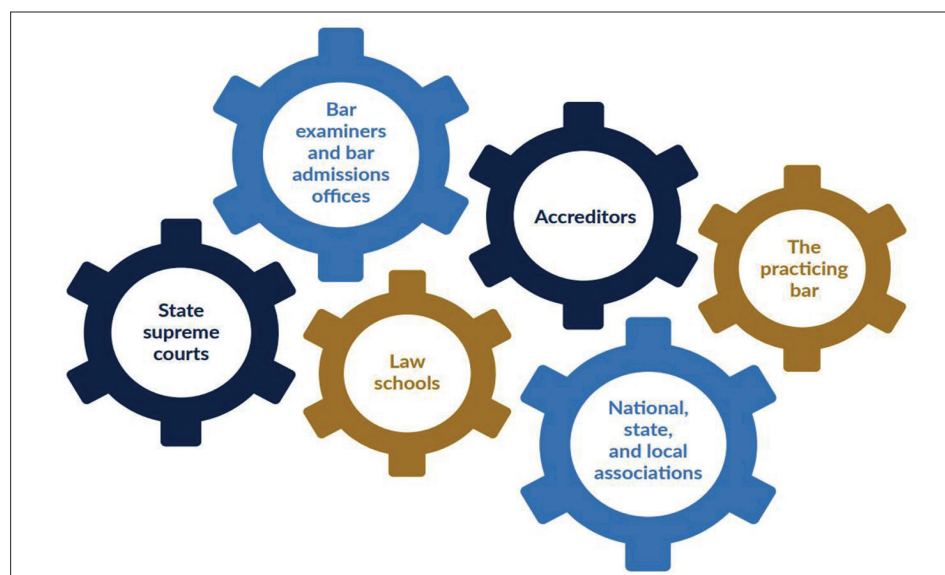 Bar
examiners
and bar
admissions
offices
Accreditors
The
practicing
bar
State
supreme
courts
Law
schools
National,
state,
and local
associations